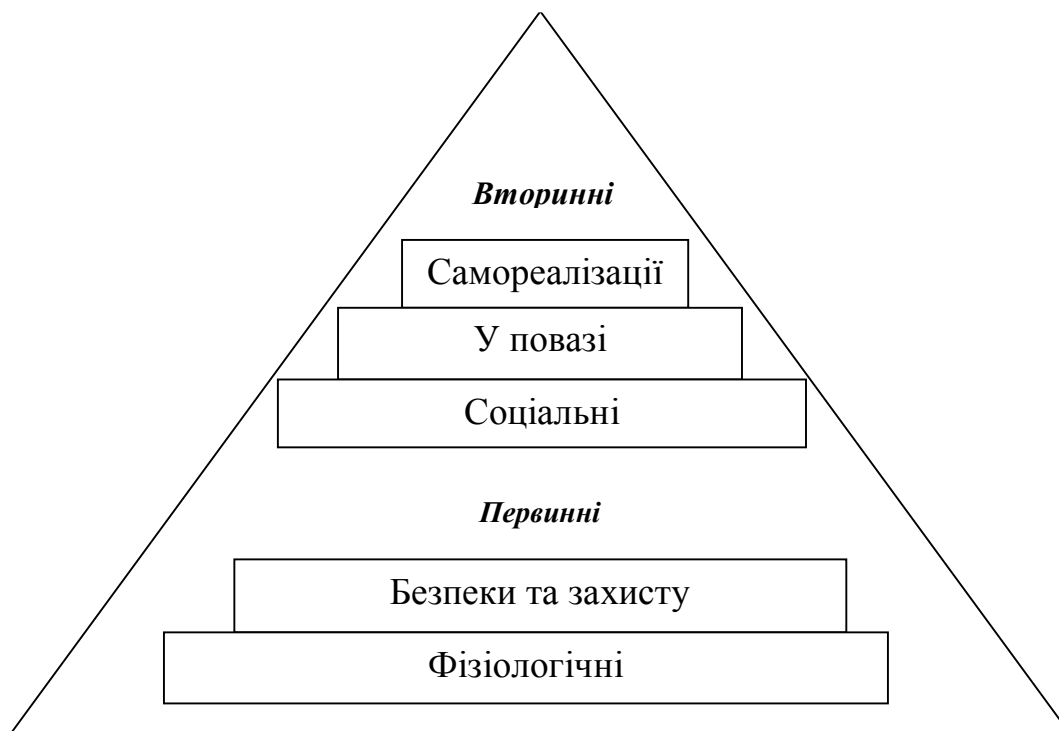 Вторинні
Самореалізації
У повазі
Соціальні
Первинні
Безпеки та захисту
Фізіологічні